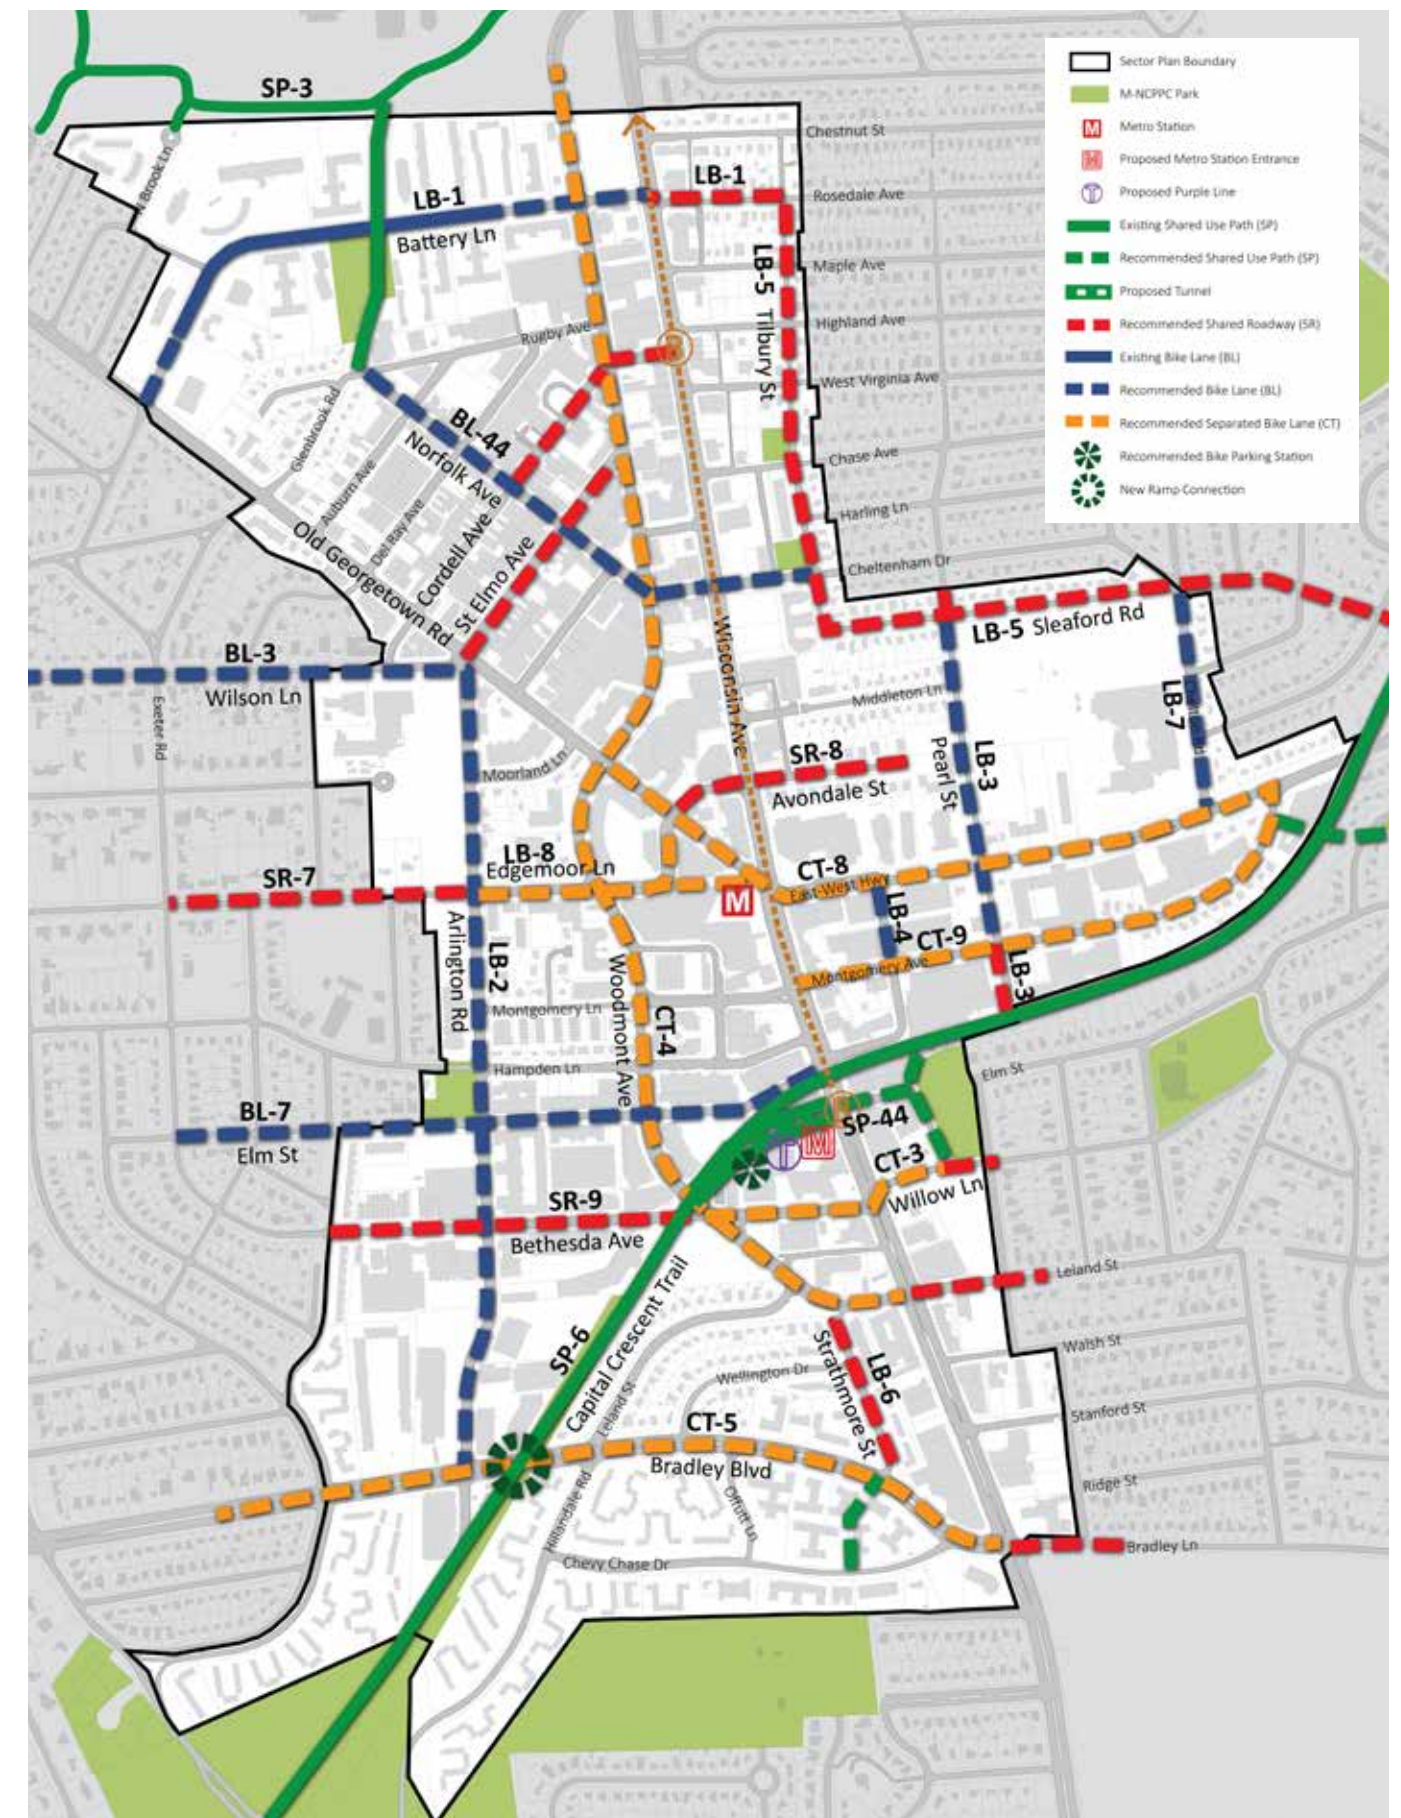 SP-3
Sector Plan Boundary
M-NCPPC Park
Metro Station
Proposed Metro Station Entrance
Proposed Purple Line
Existing Shared Use Path (SP)
Recommended Shared Use Path (SP)
Proposed Tunnel
Recommended Shared Roadway (SR)
Existing Bike Lane (BL)
Recommended Bike Lane (BL)
Recommended Separated Bike Lane (CT)
Recommended Bike Parking Station
New Ramp Connection
Chestnut St
N Brook Ln
LB-1
LB-1
Rosedale Ave
Battery Ln
LB-5 Tilbury St
Maple Ave
Rugby Ave
Highland Ave
West Virginia Ave
Glenbrook Rd
BL-44
Norfolk Ave
Chase Ave
Auburn Ave
Del Ray Ave
Cordell Ave
St Elmo Ave
Harling Ln
Old Georgetown Rd
Cheltenham Dr
LB-5 Sleaford Rd
BL-3
Wilson Ln
Exeter Rd
Wisconsin Ave
Middleton Ln
LB-7
Moorland Ln
SR-8
Avondale St
Pearl St
LB-3
LB-8
Edgemoor Ln
SR-7
CT-8
East-West Hwy
M
LB-4
CT-9
Montgomery Ave
LB-3
Arlington Rd
LB-2
Woodmont Ave
CT-4
Montgomery Ln
Hampden Ln
Elm St
BL-7
Elm St
SP-44
M
CT-3
Willow Ln
SR-9
Bethesda Ave
Leland St
SP-6
Capital Crescent Trail
Leland St
Walsh St
Wellington Dr
Strathmore St
LB-6
Stanford St
CT-5
Bradley Blvd
Ridge St
Hillandale Rd
Offutt Ln
Bradley Ln
Chevy Chase Dr